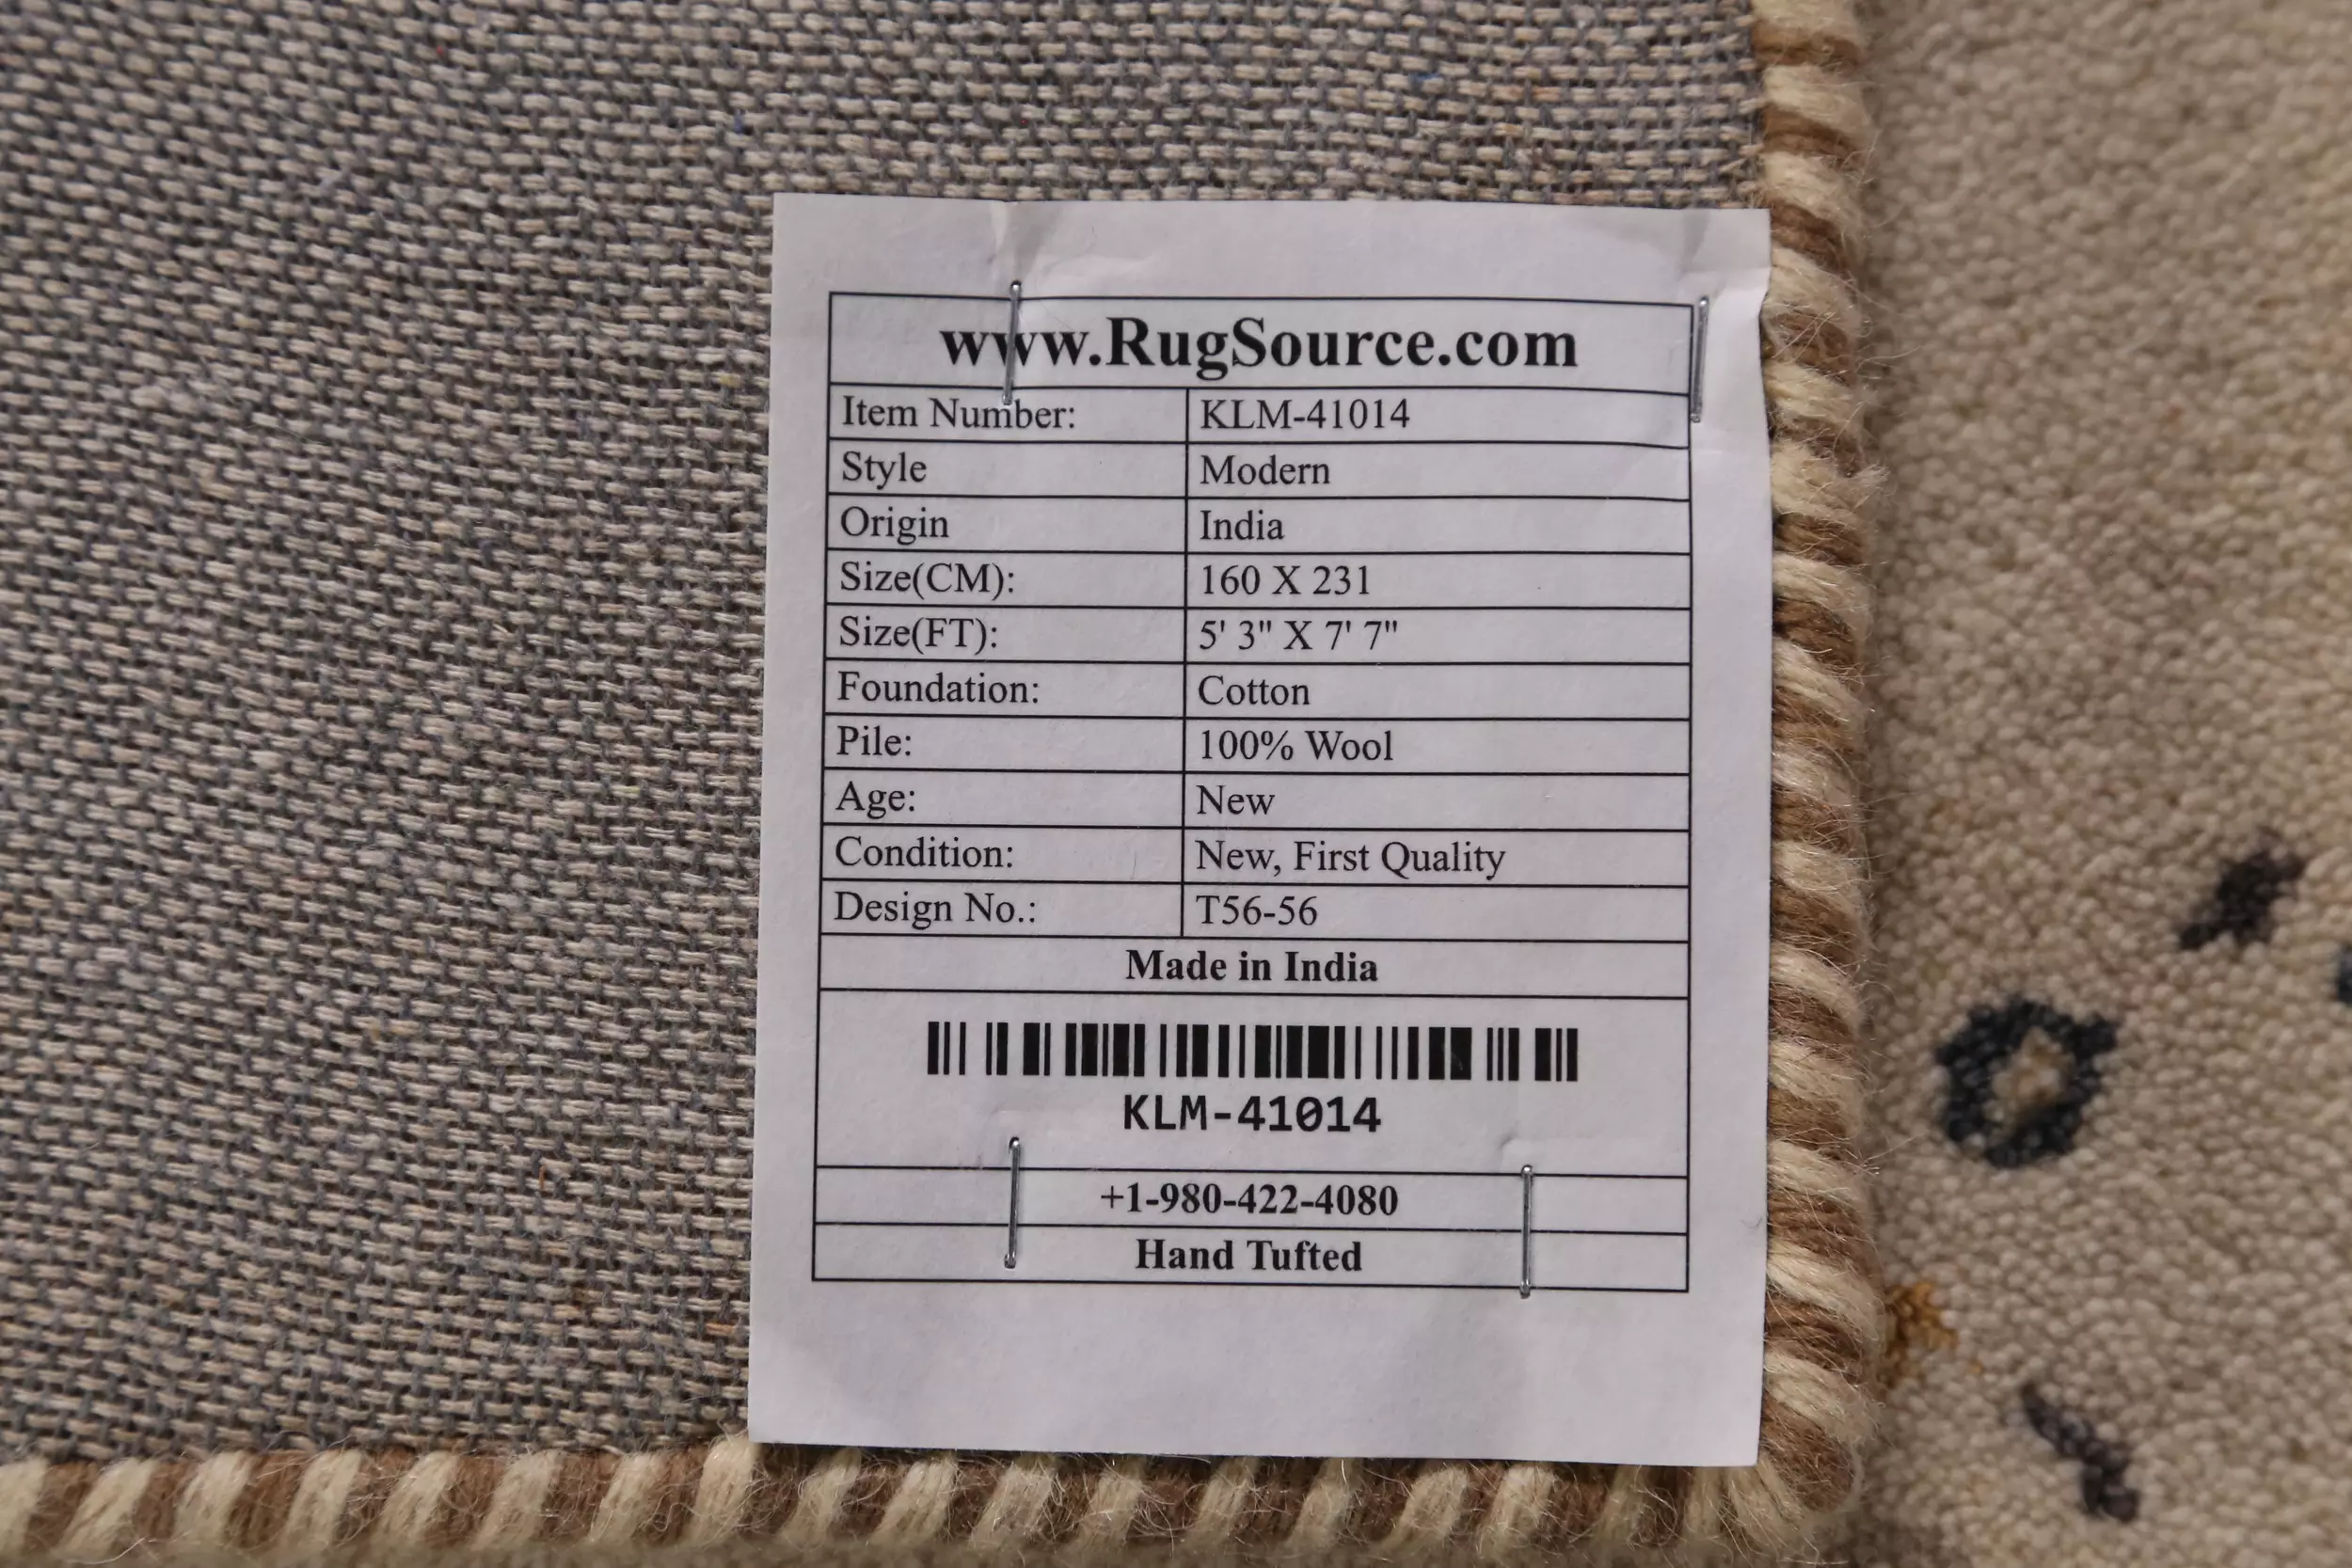 www.RugSource.com
Item Number: KLM-41014
Style Modern
Origin India
Size(CM): 160 X 231
Size(FT): 5' 3" X 7' 7"
Foundation: Cotton
Pile: 100% Wool
Age: New
Condition: New, First Quality
Design No.: T56-56
Made in India
KLM-41014
+1-980-422-4080
Hand Tufted